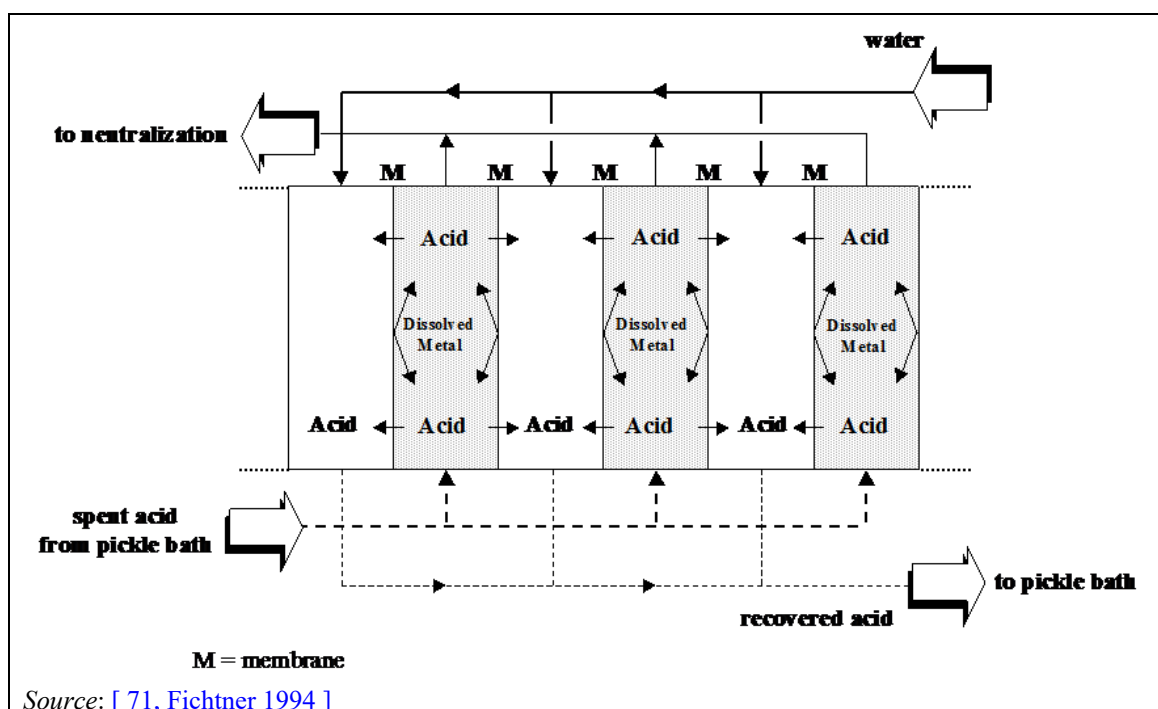 water
to neutralization
M M M M M
Acid Acid Acid
Dissolved Dissolved Dissolved
Metal Metal Metal
Acid Acid Acid Acid Acid Acid
spent acid
from pickle bath
to pickle bath
recovered acid
M = membrane
Source: [ 71, Fichtner 1994 ]